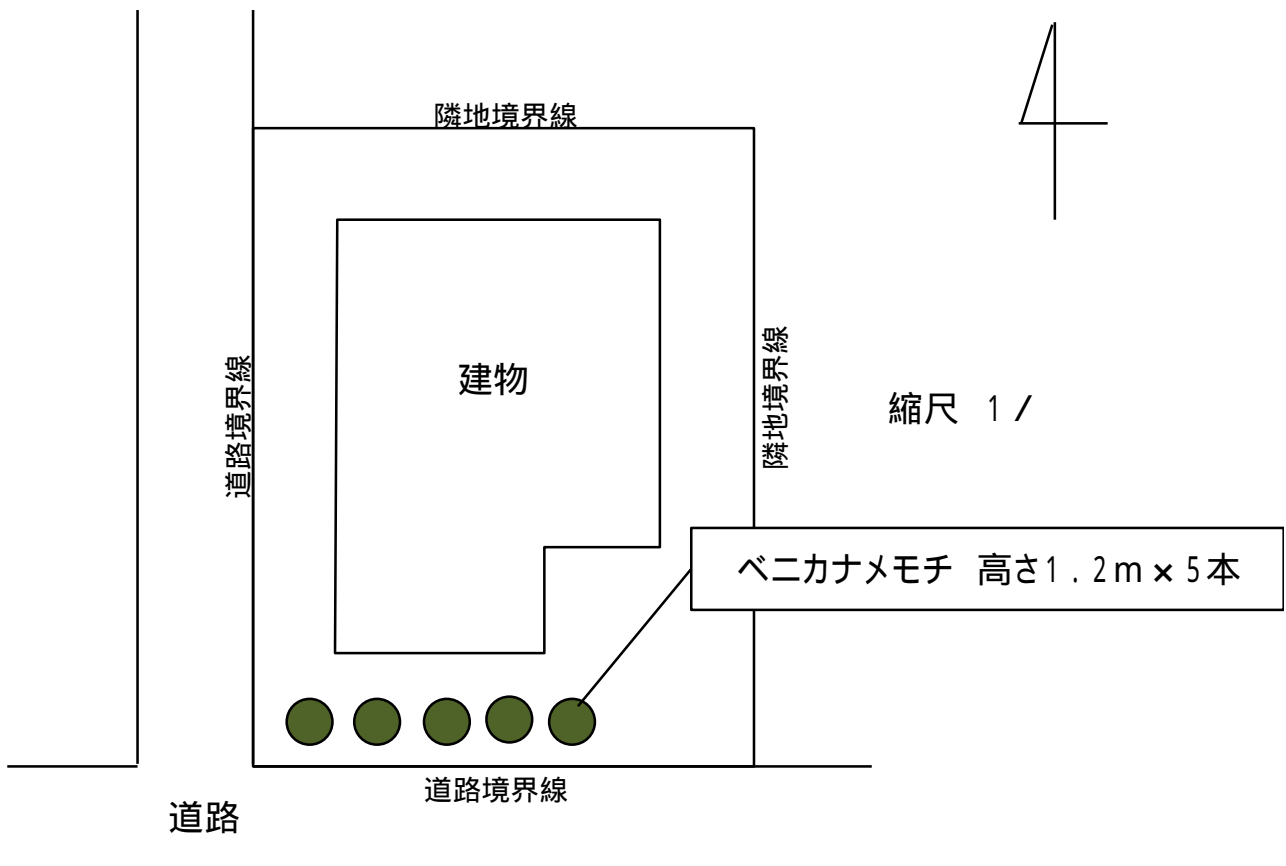 隣地境界線
建物
道路境界線
隣地境界線
縮尺 1/
ベニカナメモチ 高さ1.2m×5本
道路境界線
道路